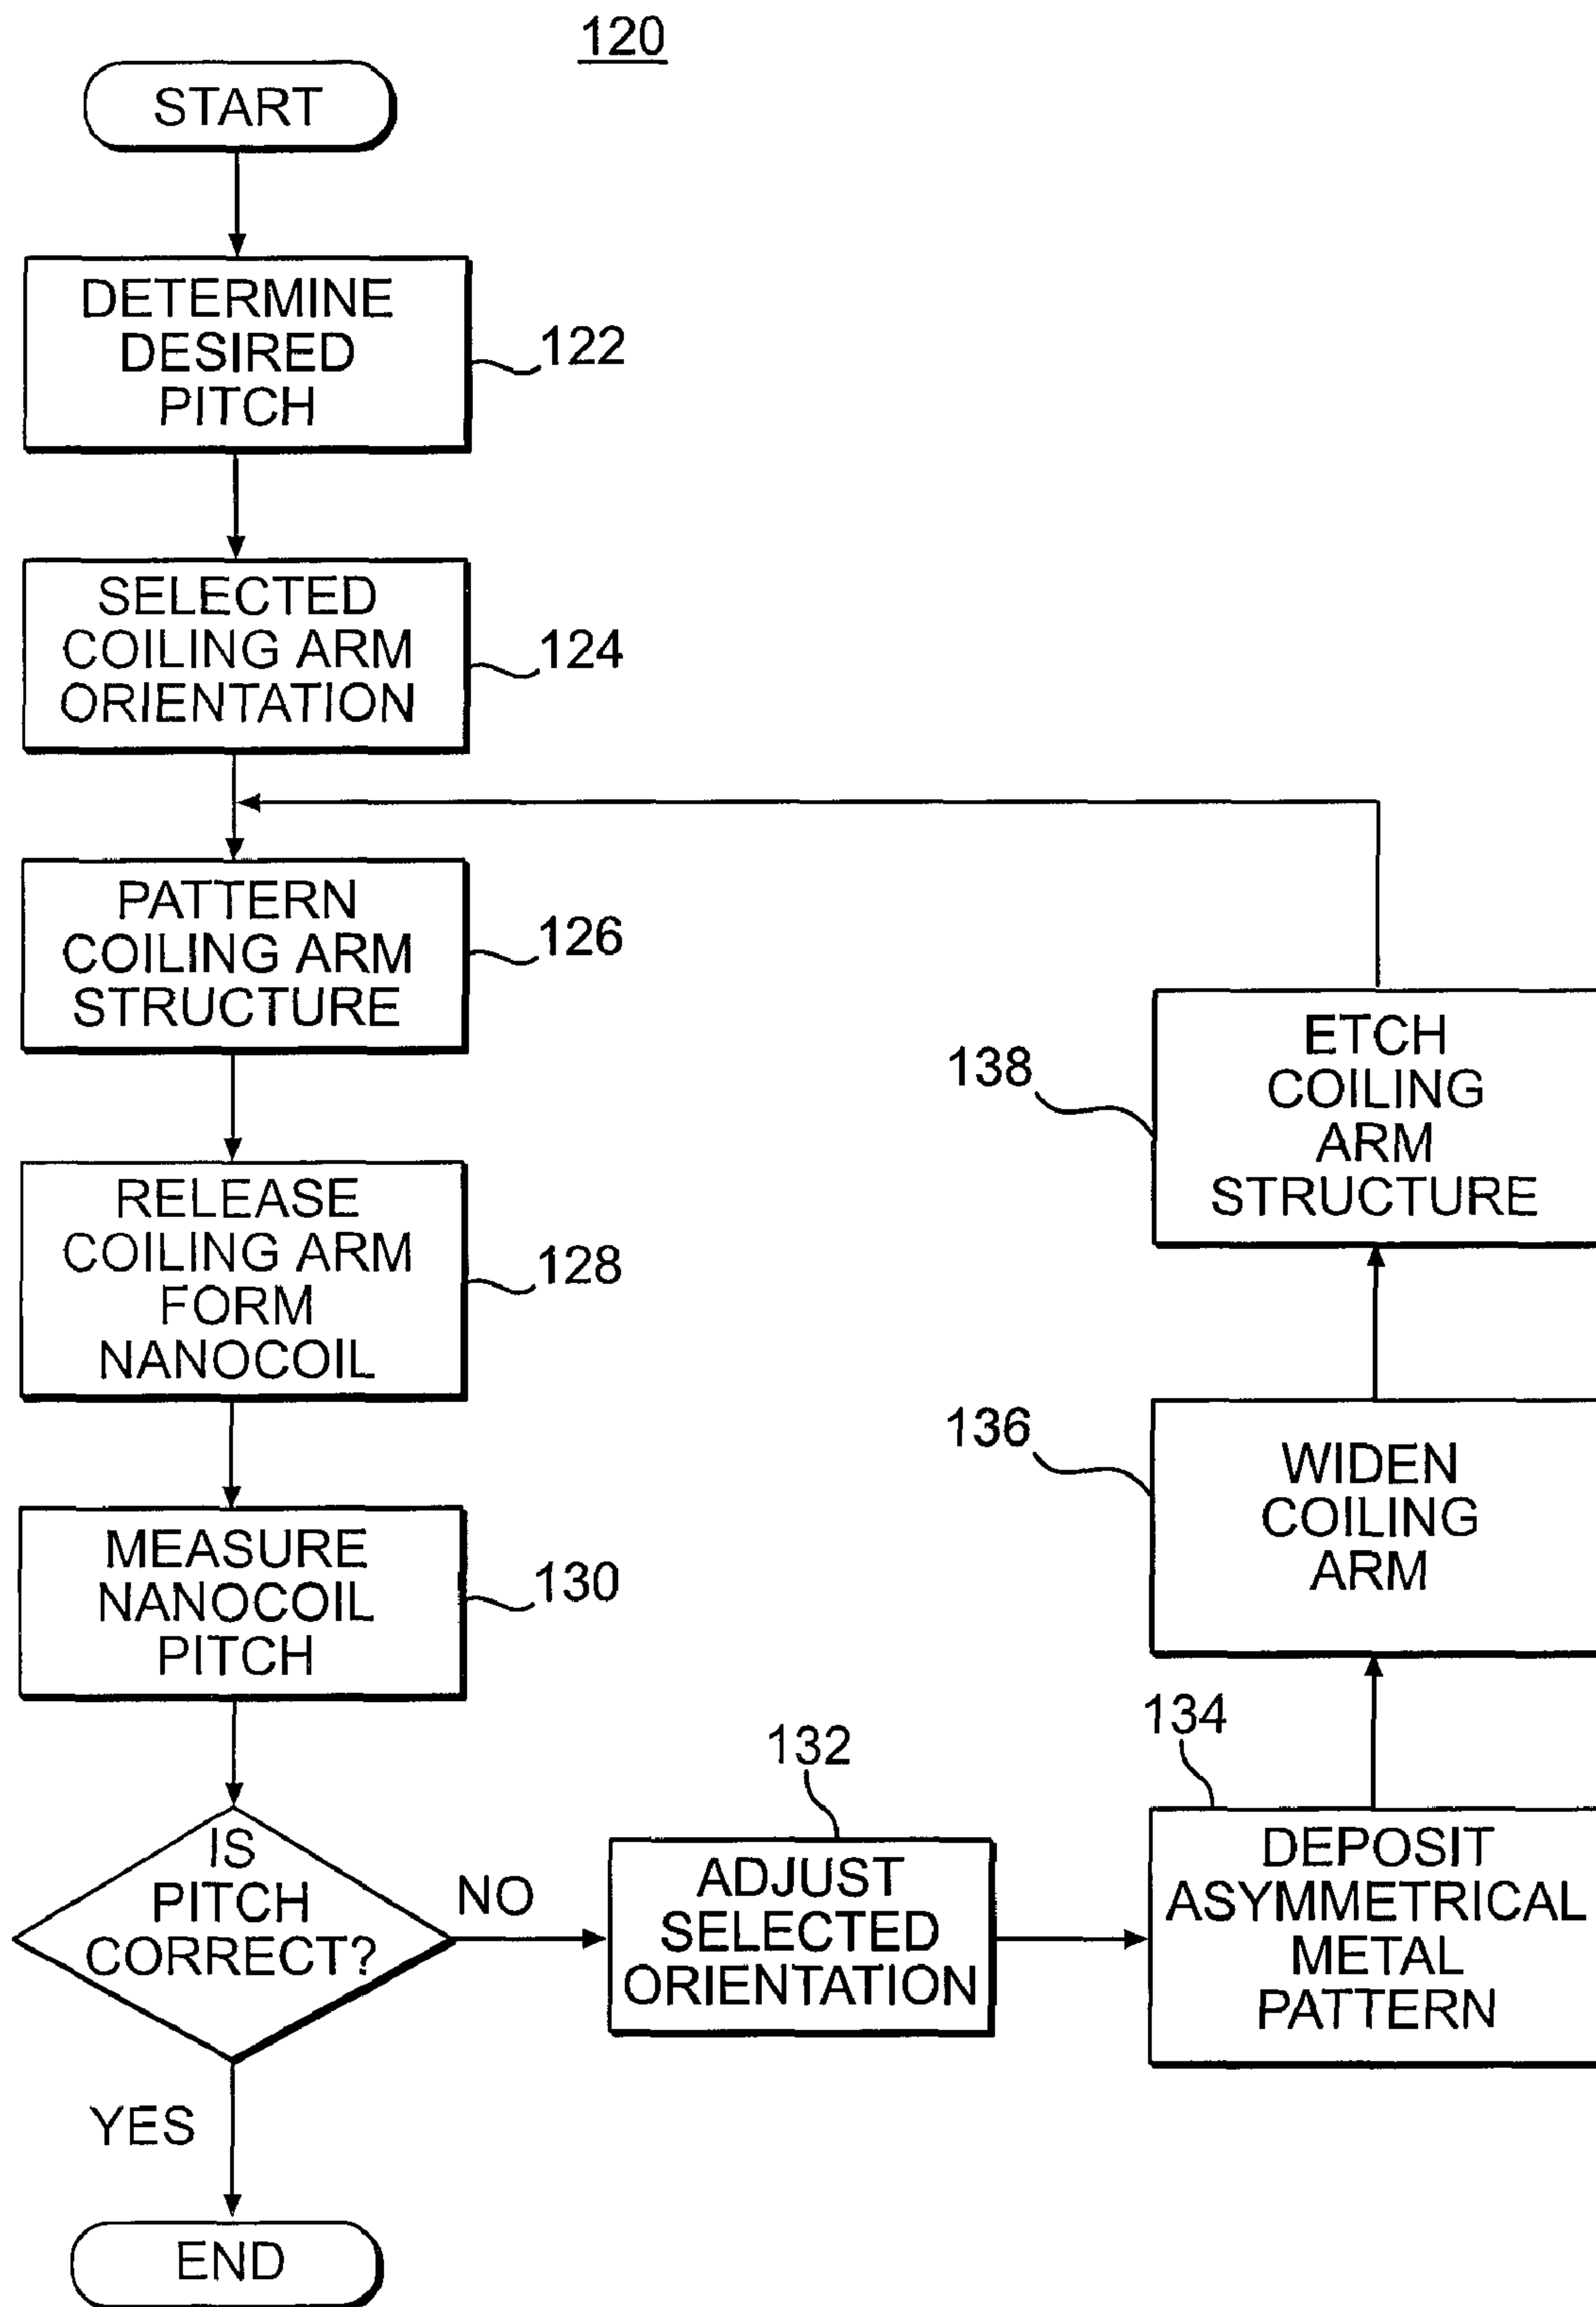 120
START
DETERMINE
DESIRED
PITCH
122
SELECTED
COILING ARM
ORIENTATION
124
PATTERN
COILING ARM
STRUCTURE
126
RELEASE
COILING ARM
FORM
NANOCOIL
128
MEASURE
NANOCOIL
PITCH
130
IS
PITCH
CORRECT?
NO
YES
END
132
ADJUST
SELECTED
ORIENTATION
134
DEPOSIT
ASYMMETRICAL
METAL
PATTERN
136
WIDEN
COILING
ARM
138
ETCH
COILING
ARM
STRUCTURE